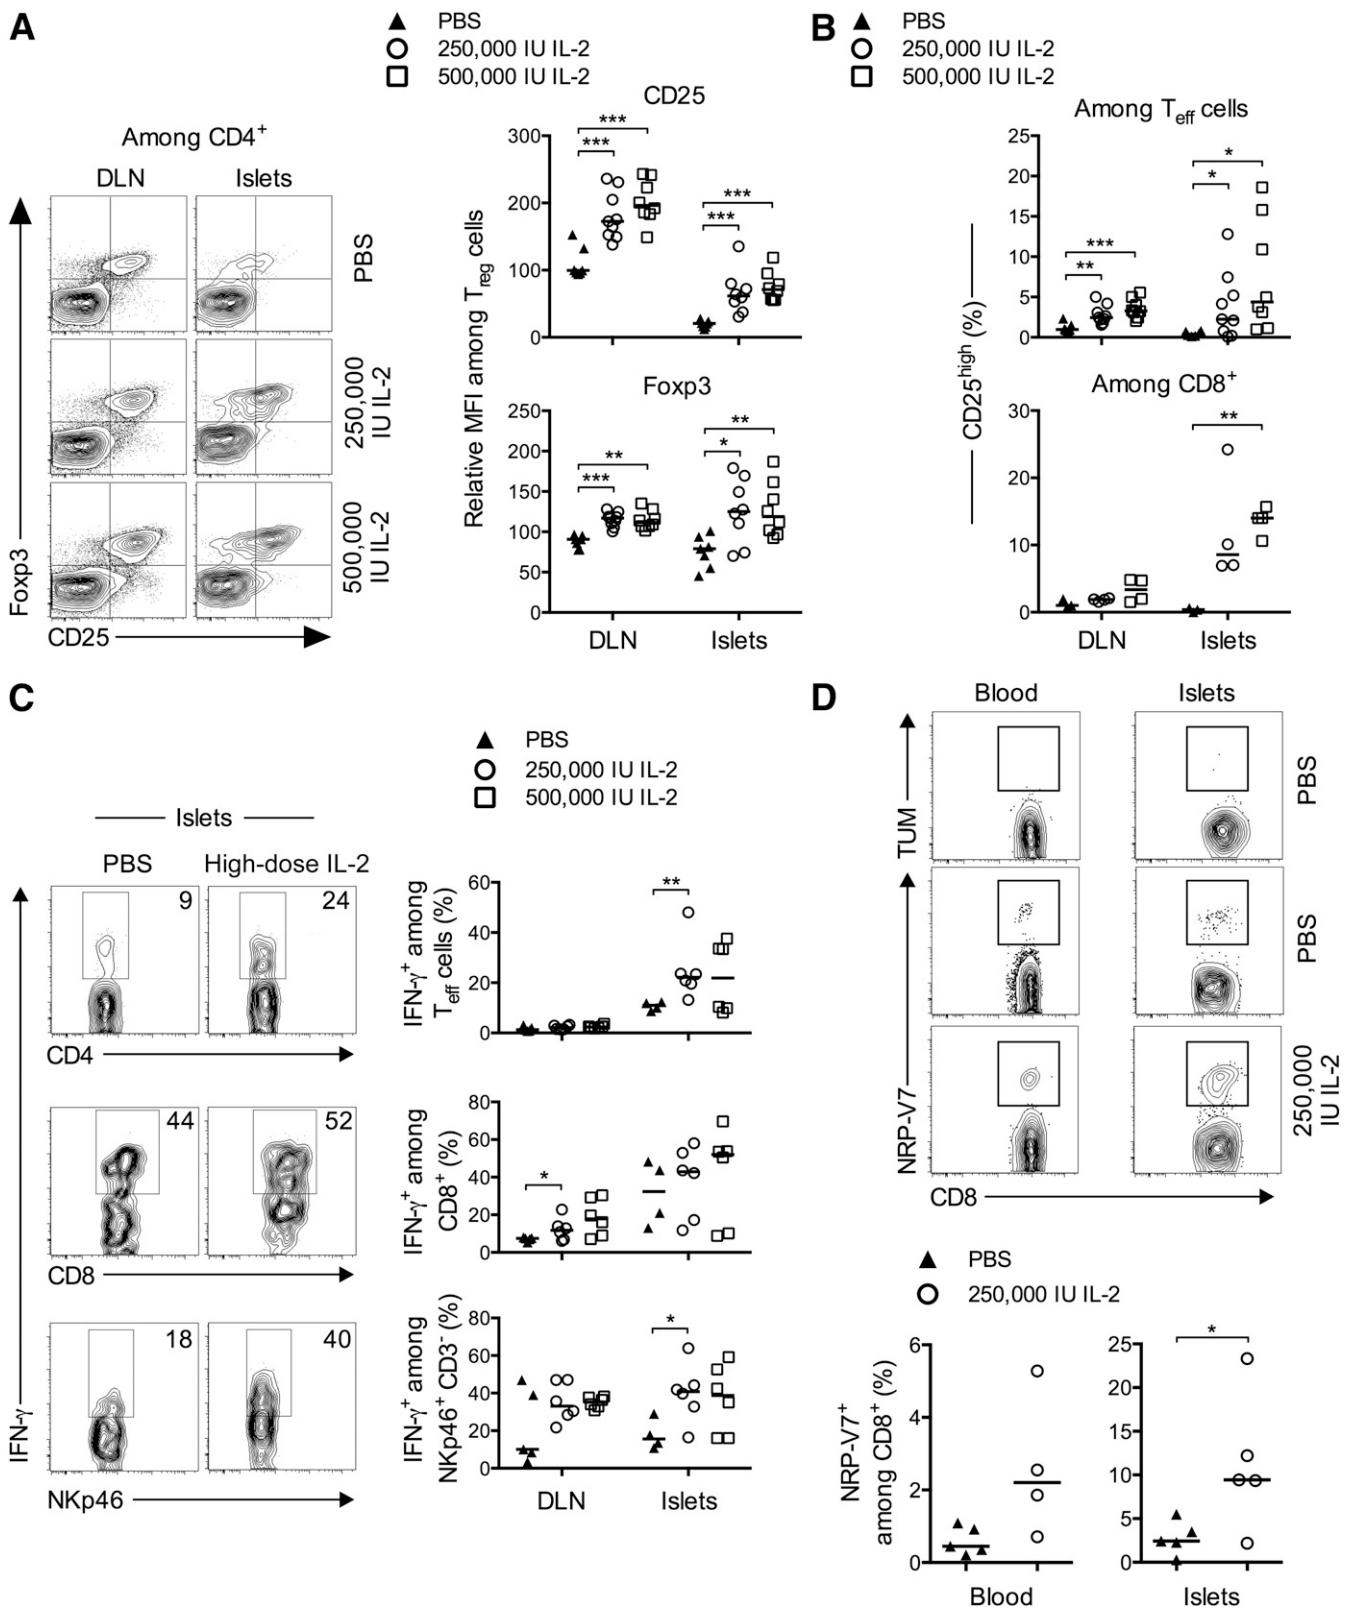 A
PBS
250,000 IU IL-2
500,000 IU IL-2
Among CD4+
DLN
Islets
PBS
250,000
IU IL-2
500,000
IU IL-2
Foxp3
CD25
CD25
Relative MFI among Treg cells
300
200
100
0
***
***
***
***
Foxp3
250
200
150
100
50
0
**
***
**
*
DLN
Islets
B
PBS
250,000 IU IL-2
500,000 IU IL-2
Among Teff cells
CD25high (%)
25
20
15
10
5
0
***
**
*
*
Among CD8+
30
20
10
0
**
DLN
Islets
C
PBS
250,000 IU IL-2
500,000 IU IL-2
Islets
PBS
High-dose IL-2
9
24
CD4
44
52
CD8
18
40
NKp46
IFN-γ
IFN-γ+ among
Teff cells (%)
60
40
20
0
**
IFN-γ+ among
CD8+ (%)
80
60
40
20
0
*
IFN-γ+ among
NKp46+ CD3- (%)
80
60
40
20
0
*
DLN
Islets
D
Blood
Islets
TUM
PBS
PBS
NRP-V7
250,000
IU IL-2
CD8
PBS
250,000 IU IL-2
NRP-V7+
among CD8+ (%)
6
4
2
0
Blood
25
20
15
10
5
0
*
Islets